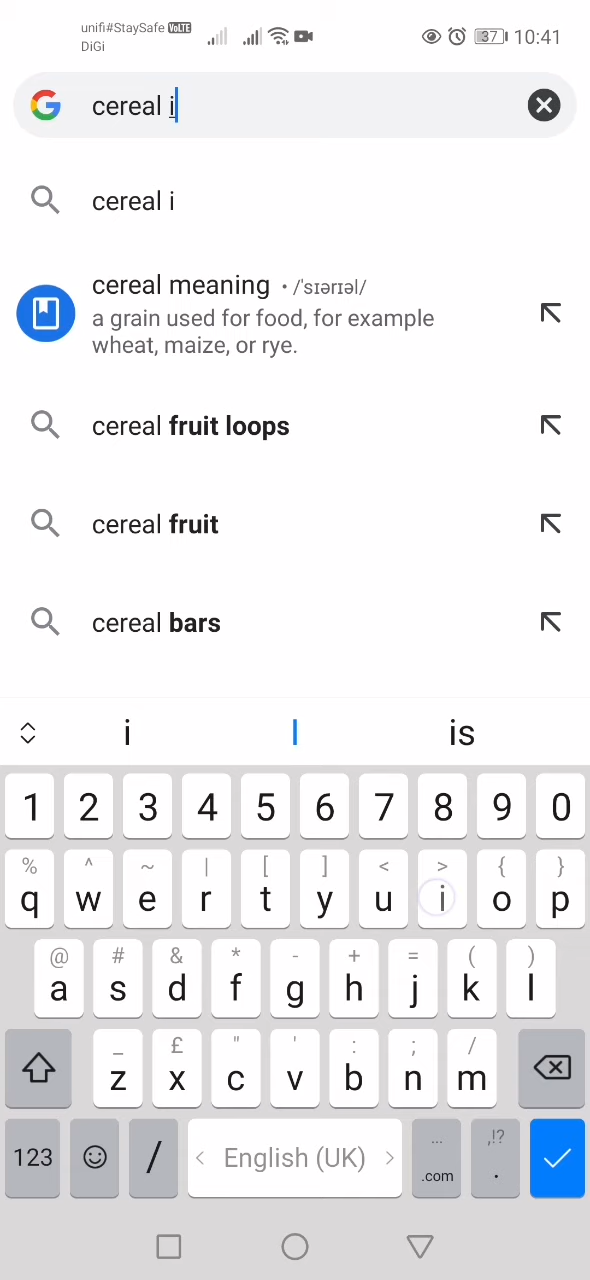 unifi#StaySafe VoLTE
DiGi
37 10:41
cereal i
cereal i
cereal meaning • /ˈsɪərɪəl/
a grain used for food, for example
wheat, maize, or rye.
cereal fruit loops
cereal fruit
cereal bars
i I is
1 2 3 4 5 6 7 8 9 0
% ^ ~ | [ ] < > { }
q w e r t y u i o p
@ # & * - + = ( )
a s d f g h j k l
_ £ " ' : ; /
z x c v b n m
... ,!?
123 / < English (UK) > .com .